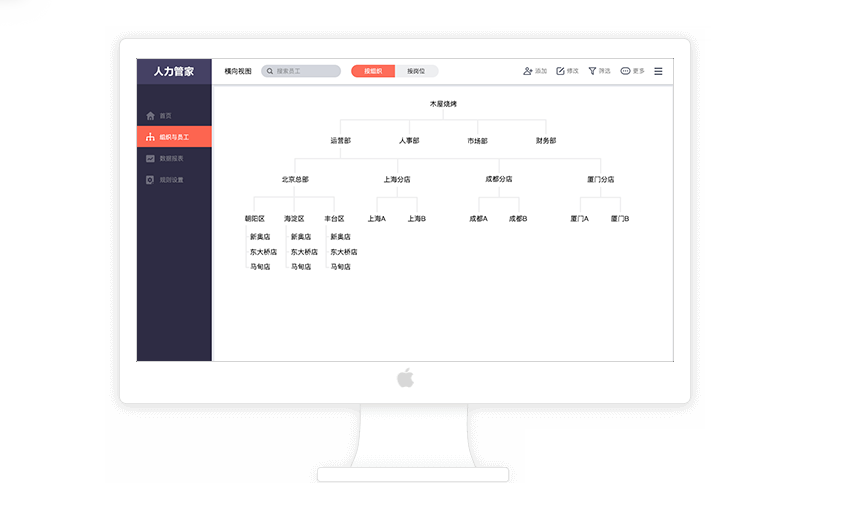 人力管家
横向视图 搜索员工 按组织 按岗位 添加 修改 筛选 更多
首页
组织与员工
数据报表
规则设置
木屋烧烤
运营部 人事部 市场部 财务部
北京总部 上海分店 成都分店 厦门分店
朝阳区 海淀区 丰台区 上海A 上海B 成都A 成都B 厦门A 厦门B
新奥店 新奥店 新奥店
东大桥店 东大桥店 东大桥店
马甸店 马甸店 马甸店